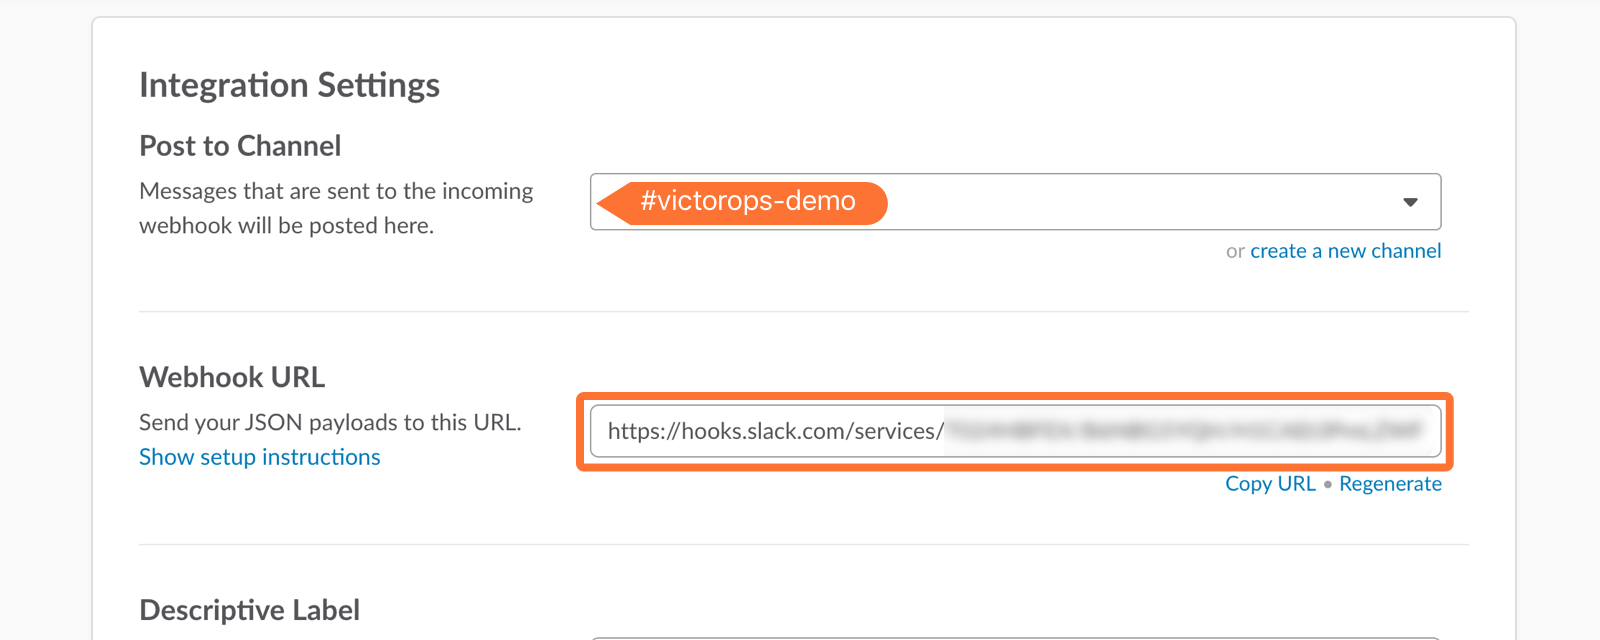 Integration Settings
Post to Channel
Messages that are sent to the incoming
webhook will be posted here.
#victorops-demo
or create a new channel
Webhook URL
Send your JSON payloads to this URL.
Show setup instructions
https://hooks.slack.com/services/
Copy URL • Regenerate
Descriptive Label